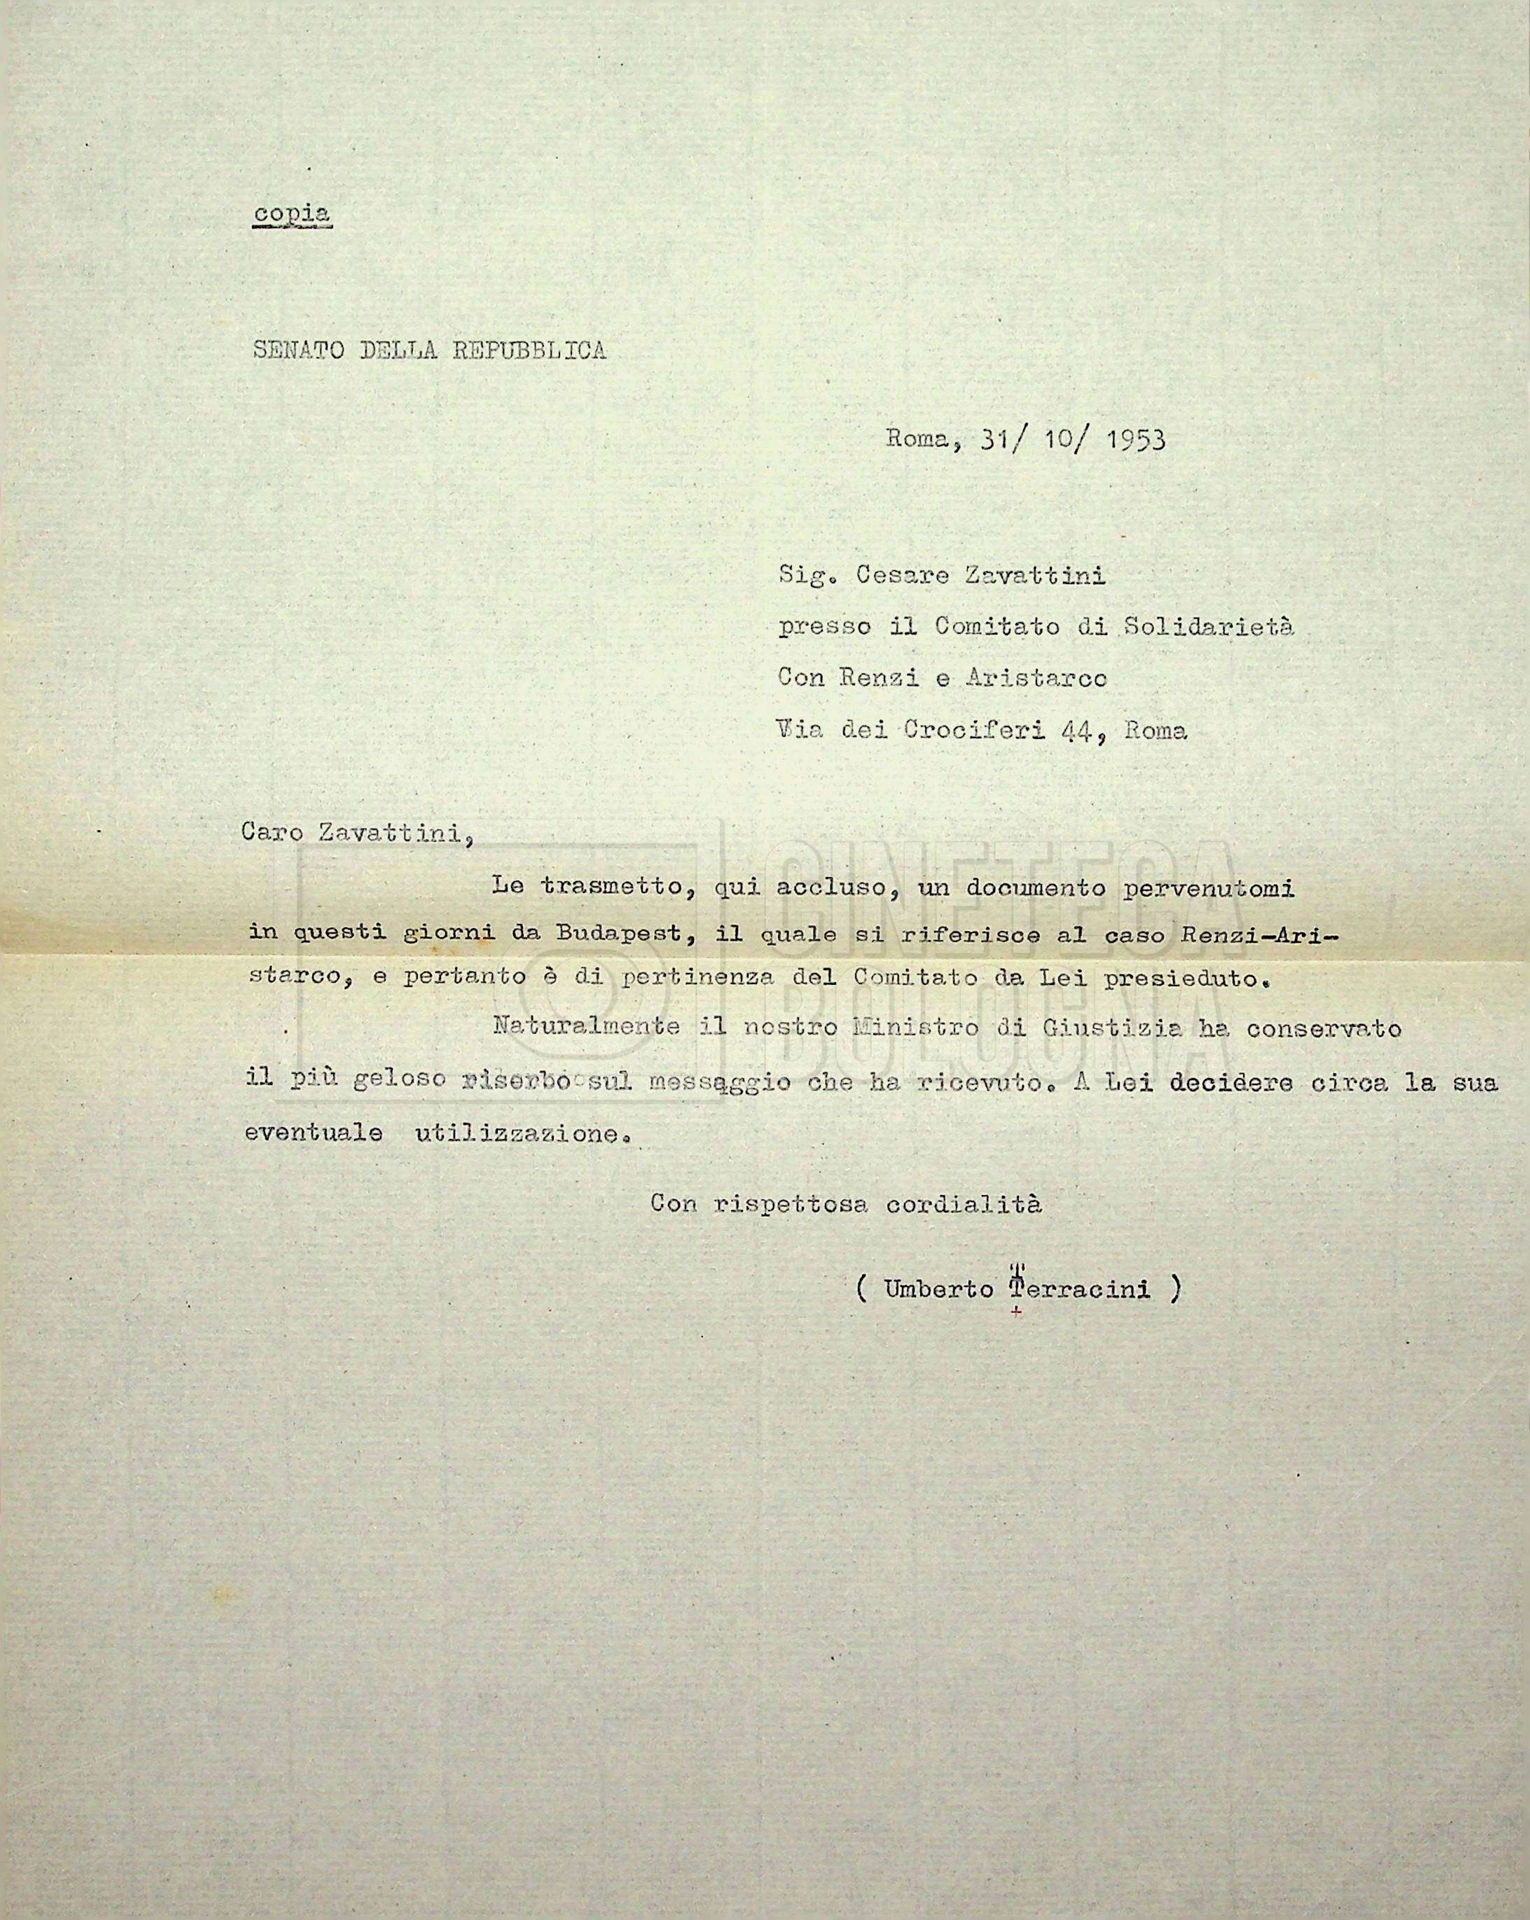 copia
SENATO DELLA REPUBBLICA
Roma, 31/ 10/ 1953
Sig. Cesare Zavattini
presso il Comitato di Solidarietà
Con Renzi e Aristarco
Via dei Crociferi 44, Roma
Caro Zavattini,
Le trasmetto, qui accluso, un documento pervenutomi
in questi giorni da Budapest, il quale si riferisce al caso Renzi-Ari-
starco, e pertanto è di pertinenza del Comitato da Lei presieduto.
Naturalmente il nostro Ministro di Giustizia ha conservato
il più geloso riserbo sul messaggio che ha ricevuto. A Lei decidere circa la sua
eventuale utilizzazione.
Con rispettosa cordialità
( Umberto Terracini )
CINETECA
BOLOGNA